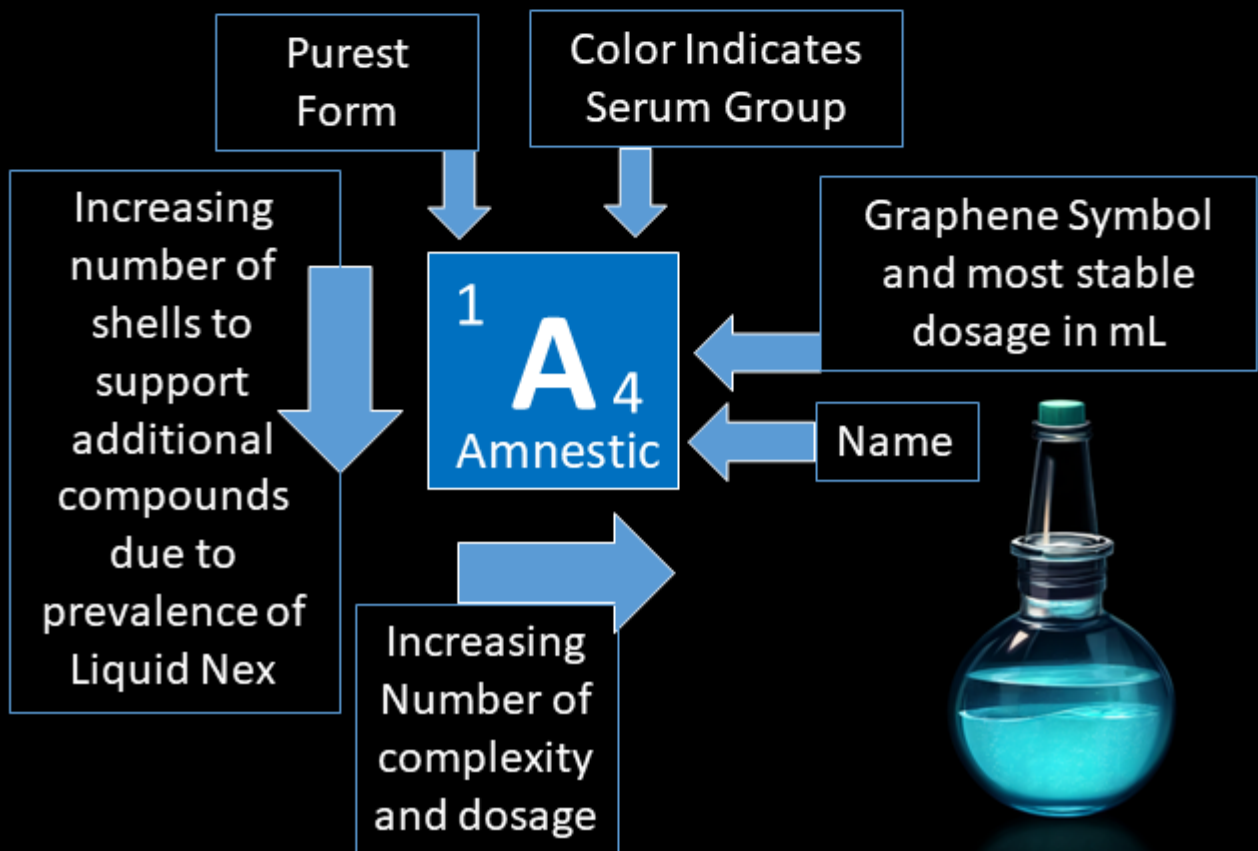 Purest
Form
Color Indicates
Serum Group
Increasing
number of
shells to
support
additional
compounds
due to
prevalence of
Liquid Nex
1
A
4
Amnestic
Graphene Symbol
and most stable
dosage in mL
Name
Increasing
Number of
complexity
and dosage